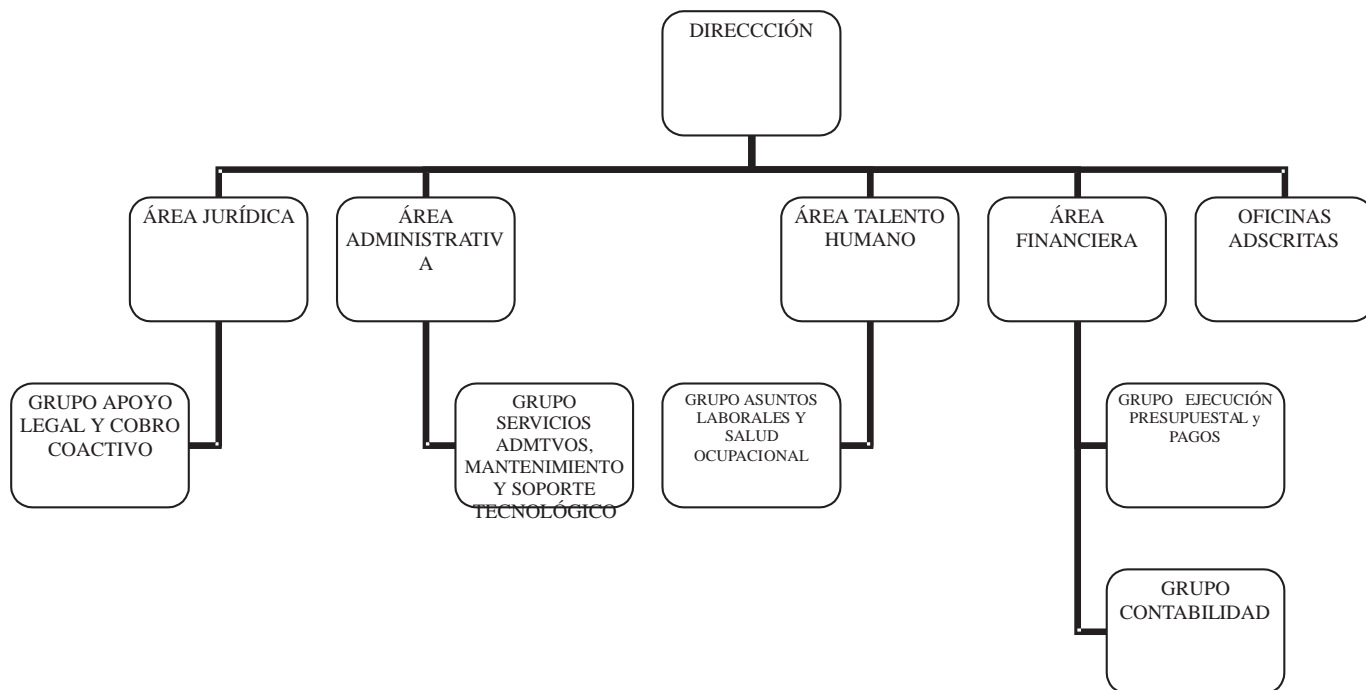 DIRECCCIÓN
ÁREA JURÍDICA
ÁREA
ADMINISTRATIV
A
ÁREA TALENTO
HUMANO
ÁREA
FINANCIERA
OFICINAS
ADSCRITAS
GRUPO APOYO
LEGAL Y COBRO
COACTIVO
GRUPO
SERVICIOS
ADMTVOS,
MANTENIMIENTO
Y SOPORTE
TECNOLÓGICO
GRUPO ASUNTOS
LABORALES Y
SALUD
OCUPACIONAL
GRUPO EJECUCIÓN
PRESUPUESTAL y
PAGOS
GRUPO
CONTABILIDAD